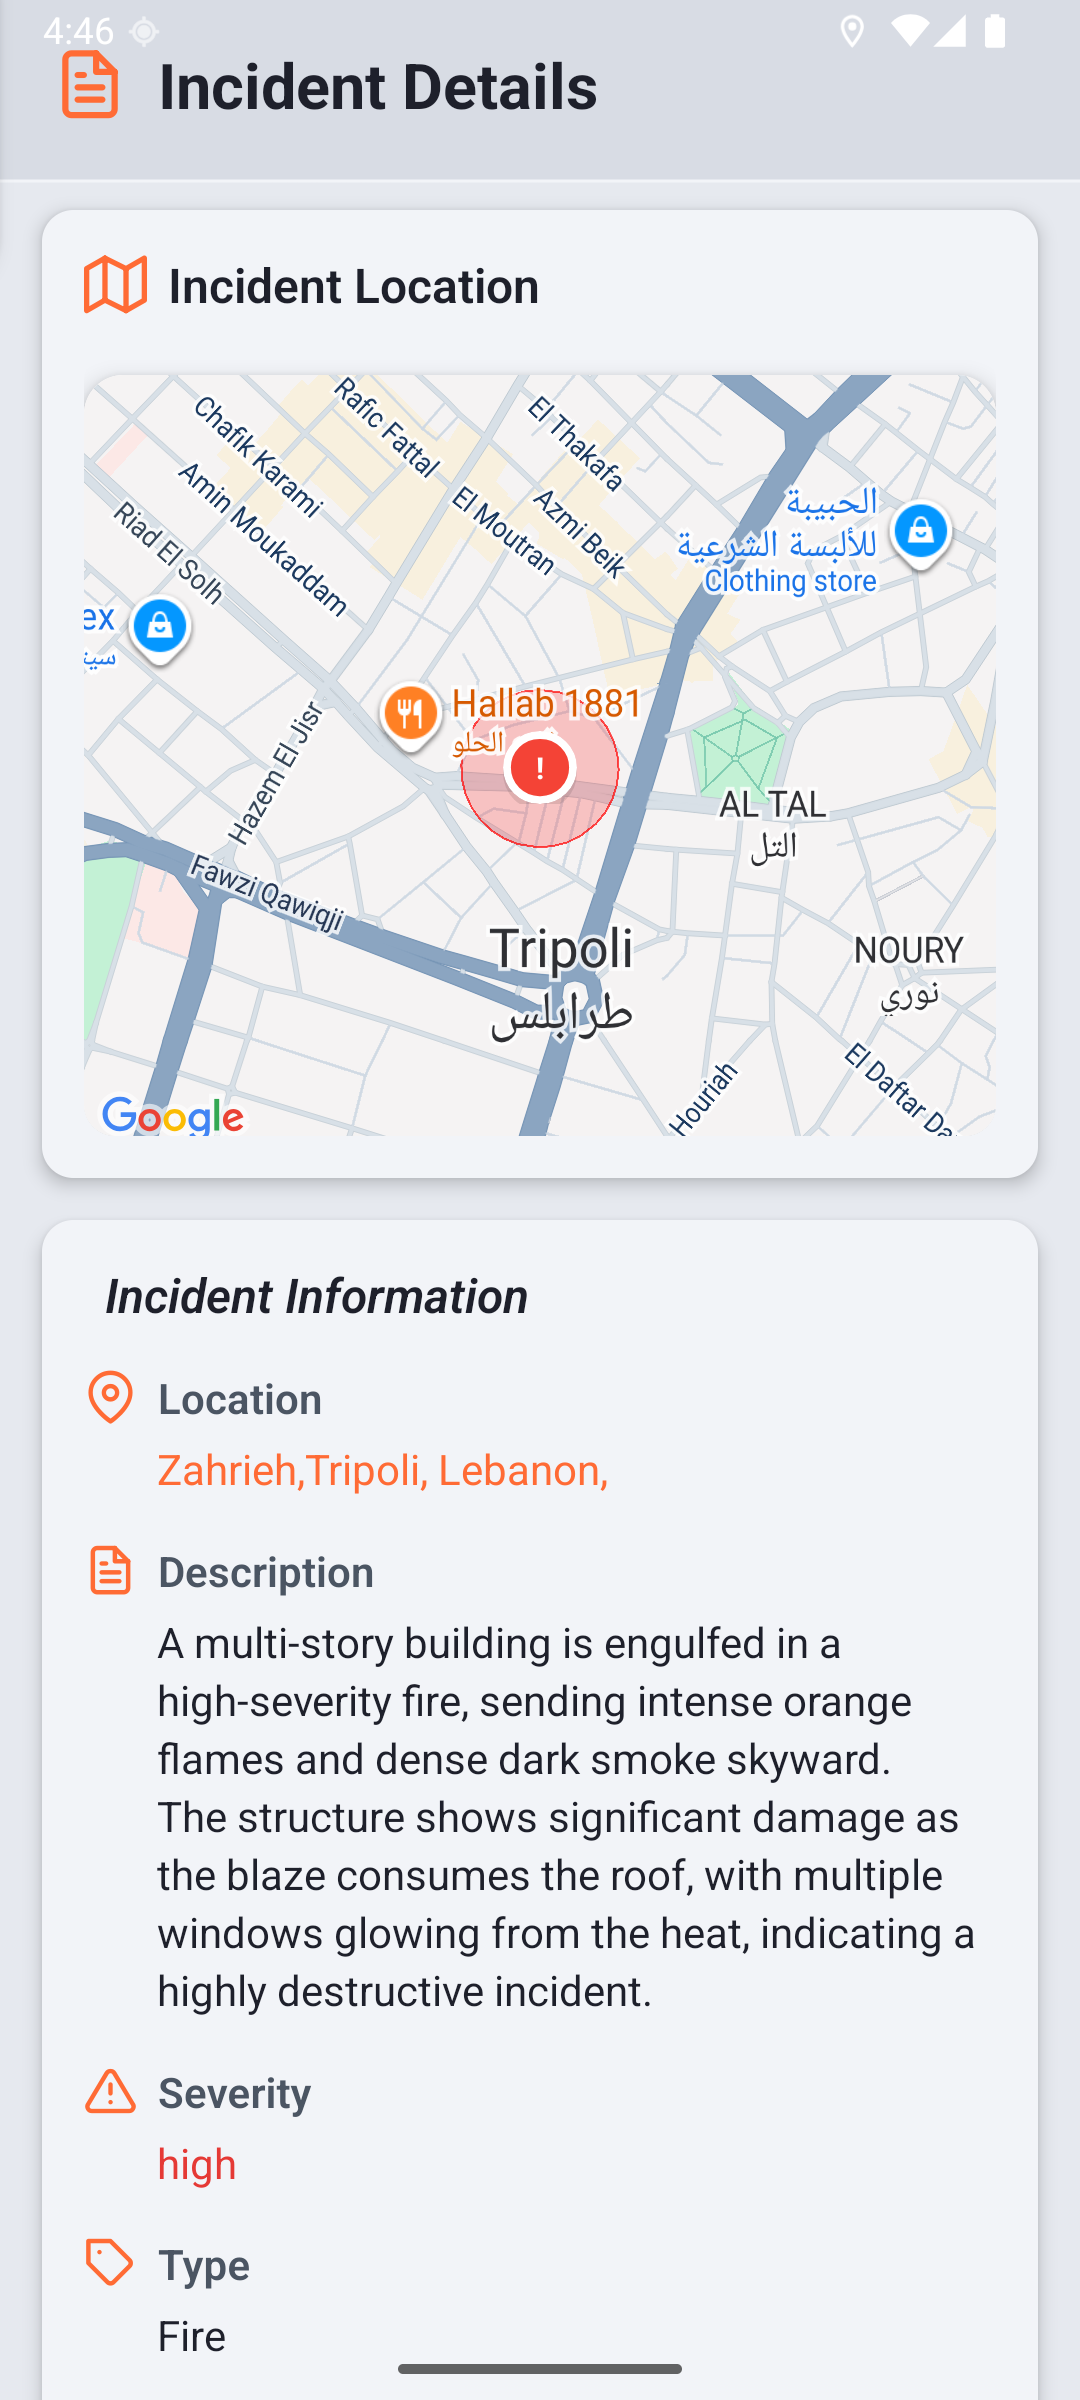 4:46
Incident Details
Incident Location
Rafic Fattal
Chafik Karami
El Thakafa
Amin Moukaddam
El Moutran
Azmi Beik
Riad El Solh
الحبيبة
للألبسة الشرعية
Clothing store
ex
Hallab 1881
الحلو
Hazem El Jisr
AL TAL
التل
Fawzi Qawiqji
Tripoli
طرابلس
NOURY
نوري
Houriah
El Daftar Da
Google
Incident Information
Location
Zahrieh,Tripoli, Lebanon,
Description
A multi-story building is engulfed in a
high-severity fire, sending intense orange
flames and dense dark smoke skyward.
The structure shows significant damage as
the blaze consumes the roof, with multiple
windows glowing from the heat, indicating a
highly destructive incident.
Severity
high
Type
Fire